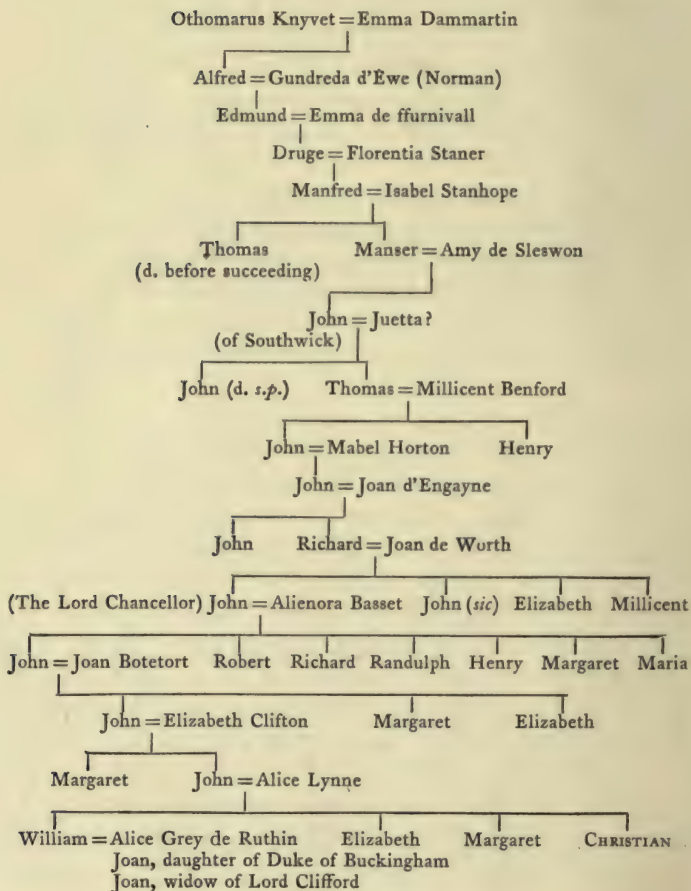 Othomarus Knyvet = Emma Dammartin
Alfred = Gundreda d'Êwe (Norman)
Edmund = Emma de ffurnivall
Druge = Florentia Staner
Manfred = Isabel Stanhope
Thomas Manser = Amy de Sleswon
(d. before succeeding)
John = Juetta?
(of Southwick)
John (d. s.p.) Thomas = Millicent Benford
John = Mabel Horton Henry
John = Joan d'Engayne
John Richard = Joan de Wurth
(The Lord Chancellor) John = Alienora Basset John (sic) Elizabeth Millicent
John = Joan Botetort Robert Richard Randulph Henry Margaret Maria
John = Elizabeth Clifton Margaret Elizabeth
Margaret John = Alice Lynne
William = Alice Grey de Ruthin Elizabeth Margaret CHRISTIAN
Joan, daughter of Duke of Buckingham
Joan, widow of Lord Clifford